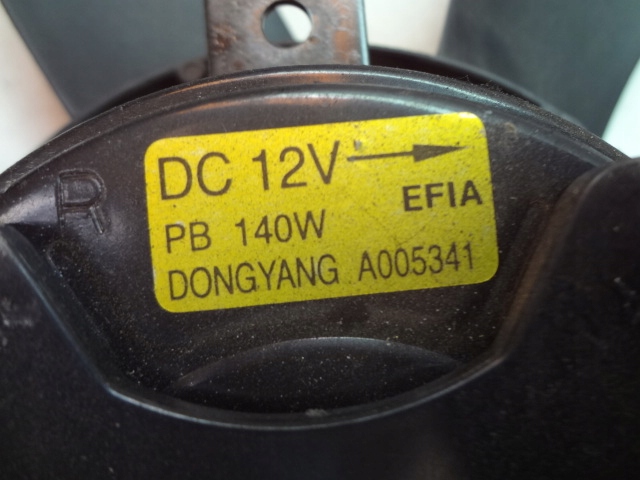 R
DC 12V →
EFIA
PB 140W
DONGYANG A005341